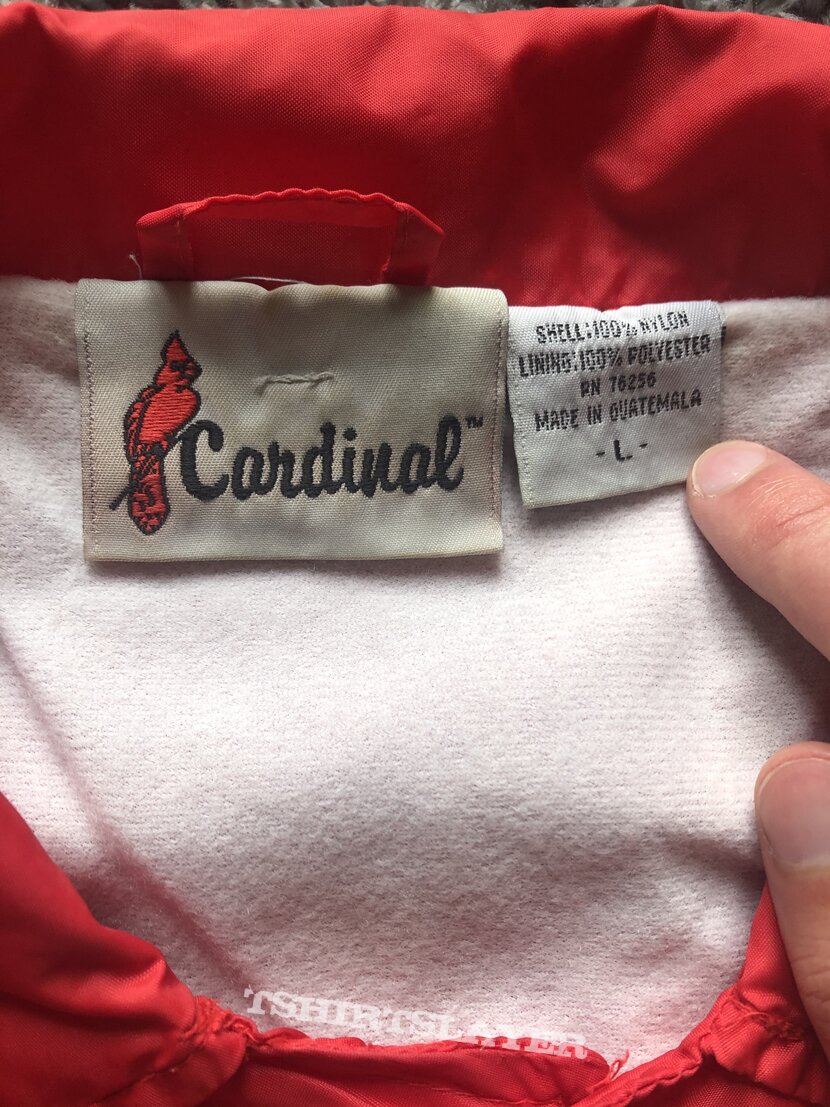 Cardinal™
SHELL:100% NYLON
LINING:100% POLYESTER
RN 76256
MADE IN GUATEMALA
- L -
TSHIRTSLAYER